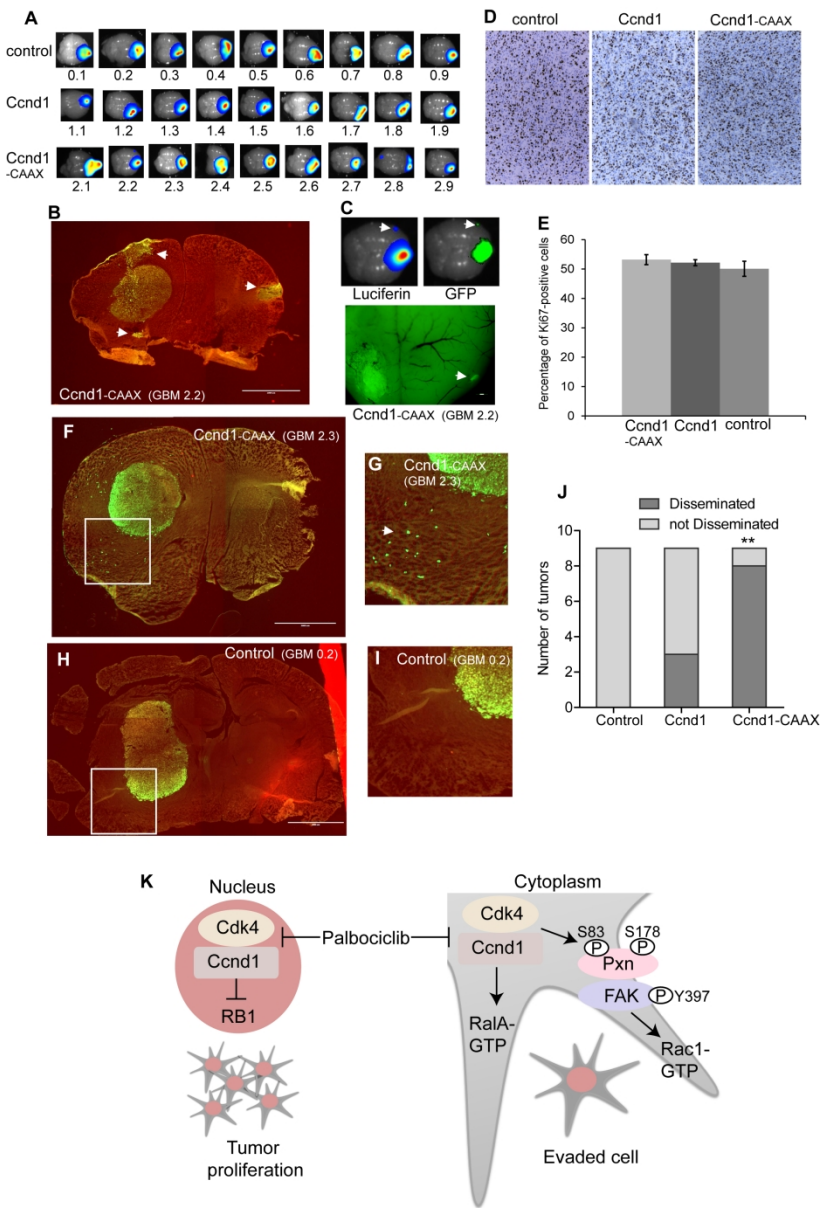 A
control
0.1 0.2 0.3 0.4 0.5 0.6 0.7 0.8 0.9
Ccnd1
1.1 1.2 1.3 1.4 1.5 1.6 1.7 1.8 1.9
Ccnd1
-CAAX
2.1 2.2 2.3 2.4 2.5 2.6 2.7 2.8 2.9
D
control Ccnd1 Ccnd1-CAAX
B
Ccnd1-CAAX (GBM 2.2)
C
Luciferin GFP
Ccnd1-CAAX (GBM 2.2)
E
Percentage of Ki67-positive cells
60
50
40
30
20
10
0
Ccnd1
-CAAX
Ccnd1
control
F
Ccnd1-CAAX (GBM 2.3)
G
Ccnd1-CAAX
(GBM 2.3)
H
Control (GBM 0.2)
I
Control (GBM 0.2)
J
Disseminated
not Disseminated
**
Number of tumors
10
8
6
4
2
0
Control Ccnd1 Ccnd1-CAAX
K
Nucleus
Cdk4
Ccnd1
RB1
Tumor
proliferation
Palbociclib
Cytoplasm
Cdk4
Ccnd1
S83 S178
P P
Pxn
FAK P Y397
RalA-
GTP
Rac1-
GTP
Evaded cell